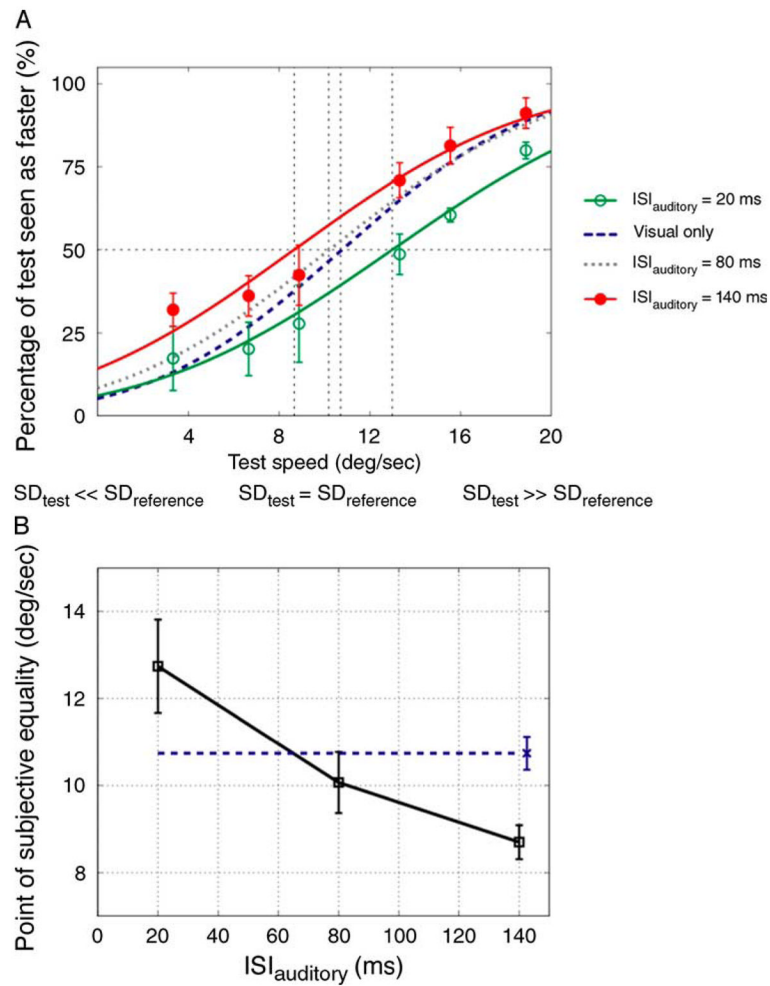 A
Percentage of test seen as faster (%)
100
75
50
25
0
4 8 12 16 20
Test speed (deg/sec)
ISIauditory = 20 ms
Visual only
ISIauditory = 80 ms
ISIauditory = 140 ms
SDtest << SDreference SDtest = SDreference SDtest >> SDreference
B
Point of subjective equality (deg/sec)
14
12
10
8
0 20 40 60 80 100 120 140
ISIauditory (ms)